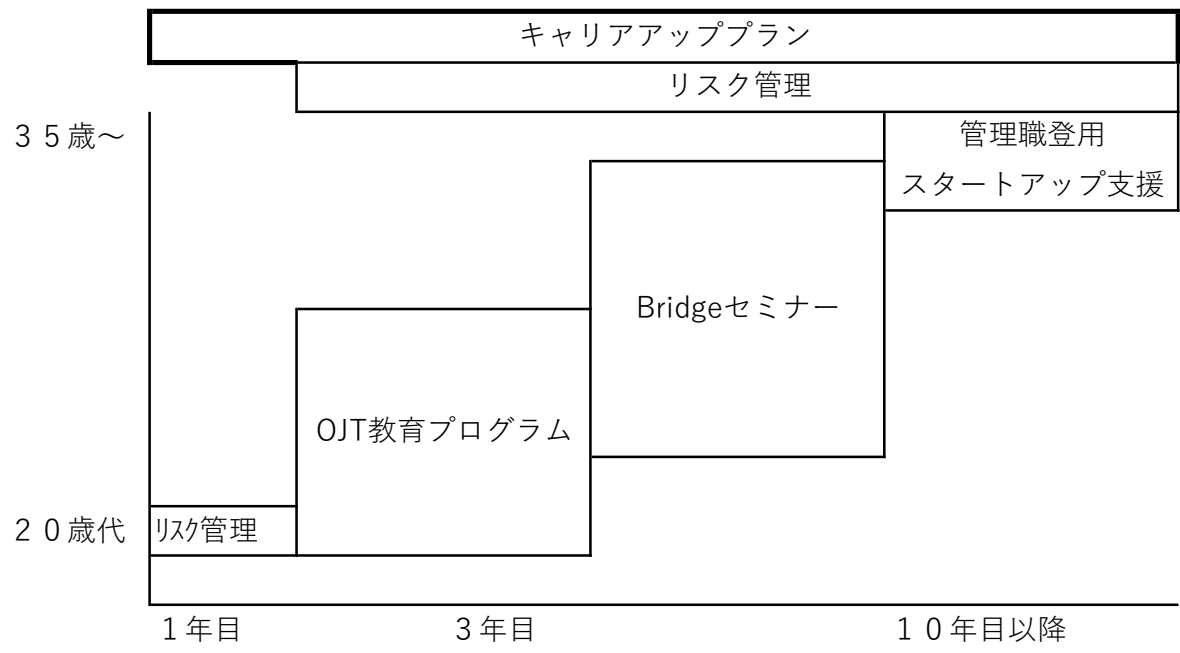 キャリアアッププラン
リスク管理
３５歳～
管理職登用
スタートアップ支援
Bridgeセミナー
OJT教育プログラム
２０歳代
ﾘｽｸ管理
１年目
３年目
１０年目以降